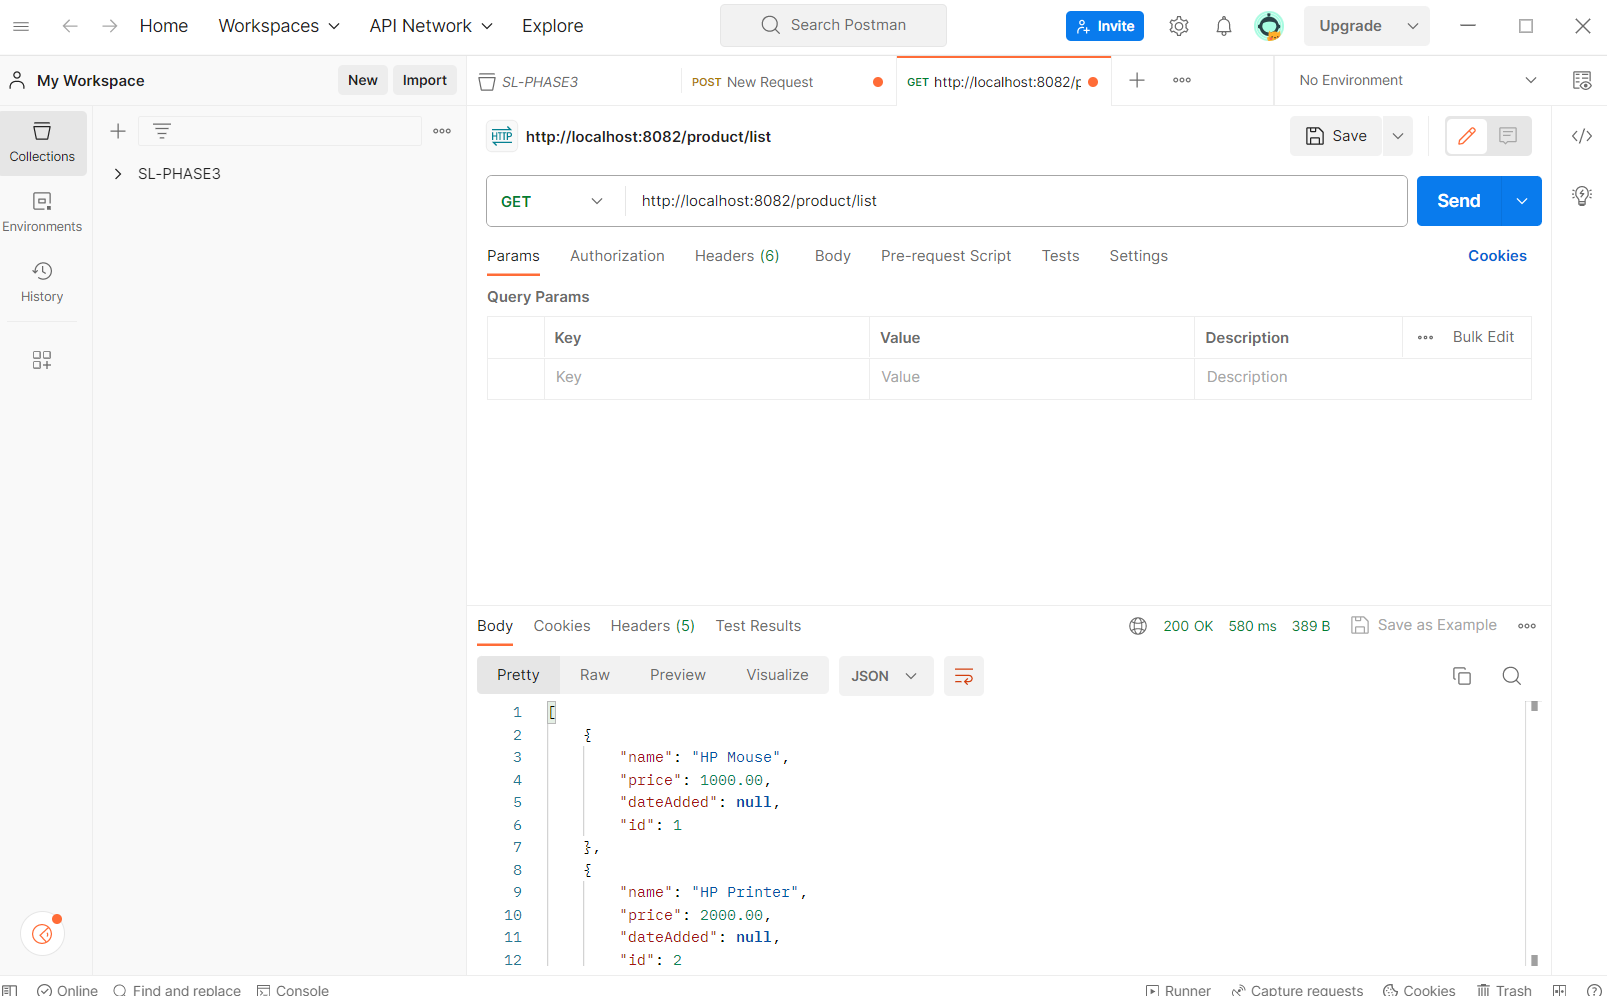 Home Workspaces API Network Explore Search Postman Invite Upgrade
My Workspace New Import SL-PHASE3 POST New Request GET http://localhost:8082/p No Environment
Collections
Environments
History
SL-PHASE3
HTTP http://localhost:8082/product/list Save
GET http://localhost:8082/product/list Send
Params Authorization Headers (6) Body Pre-request Script Tests Settings Cookies
Query Params
Key Value Description Bulk Edit
Key Value Description
Body Cookies Headers (5) Test Results 200 OK 580 ms 389 B Save as Example
Pretty Raw Preview Visualize JSON
1 [
2 {
3 "name": "HP Mouse",
4 "price": 1000.00,
5 "dateAdded": null,
6 "id": 1
7 },
8 {
9 "name": "HP Printer",
10 "price": 2000.00,
11 "dateAdded": null,
12 "id": 2
Online Find and replace Console Runner Capture requests Cookies Trash